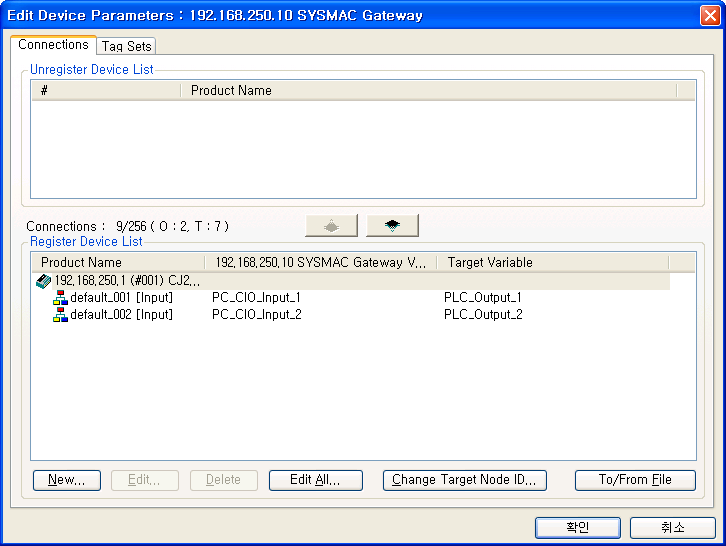 Edit Device Parameters : 192.168.250.10 SYSMAC Gateway
Connections Tag Sets
Unregister Device List
# Product Name
Connections : 9/256 ( O : 2, T : 7 )
Register Device List
Product Name 192,168,250,10 SYSMAC Gateway V... Target Variable
192,168,250,1 (#001) CJ2...
default_001 [Input] PC_CIO_Input_1 PLC_Output_1
default_002 [Input] PC_CIO_Input_2 PLC_Output_2
New... Edit... Delete Edit All... Change Target Node ID... To/From File
확인 취소